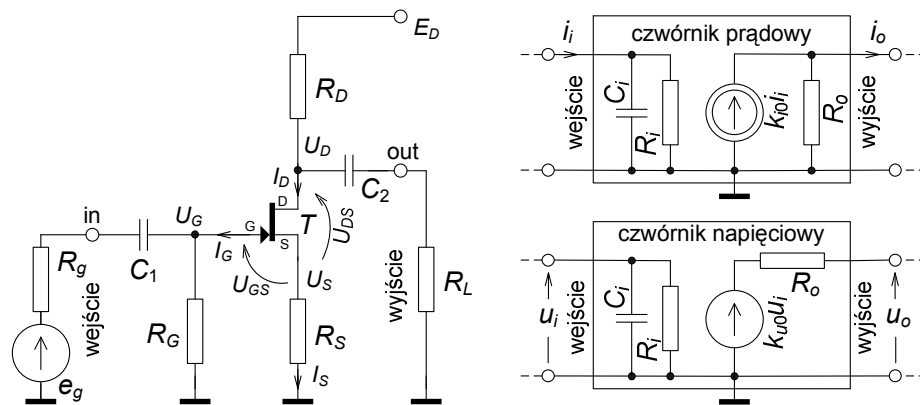 E_D
R_D
U_D
out
I_D
D
C_2
in
U_G
G
T
U_DS
C_1
I_G
S
R_g
U_GS
U_S
wejście
wyjście
R_L
R_G
R_S
e_g
I_S
czwórnik prądowy
i_i
i_o
wejście
C_i
R_i
k_i0 i_i
R_o
wyjście
czwórnik napięciowy
u_i
wejście
C_i
R_i
k_u0 u_i
R_o
wyjście
u_o